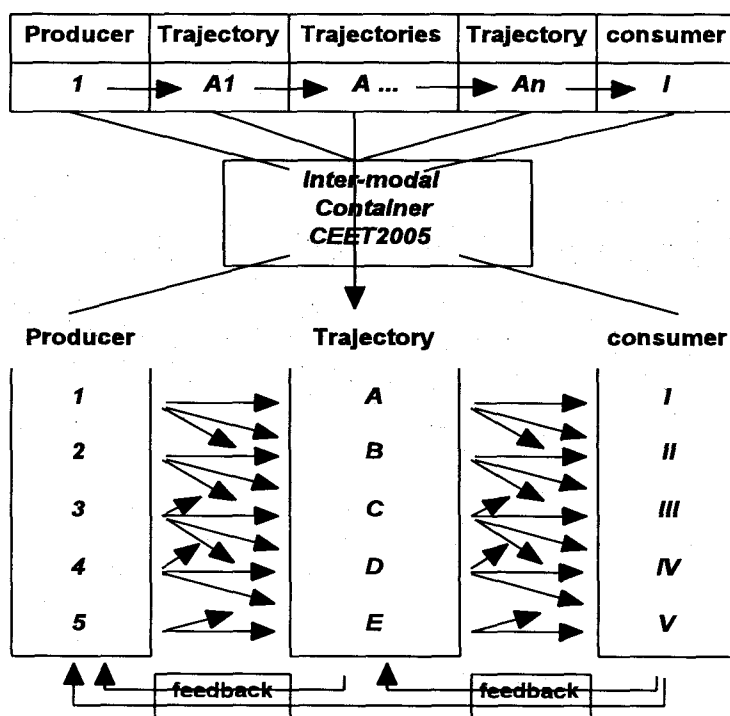 Producer Trajectory Trajectories Trajectory consumer
1 A1 A ... An I
Inter-modal
Container
CEET2005
Producer Trajectory consumer
1 A I
2 B II
3 C III
4 D IV
5 E V
feedback feedback